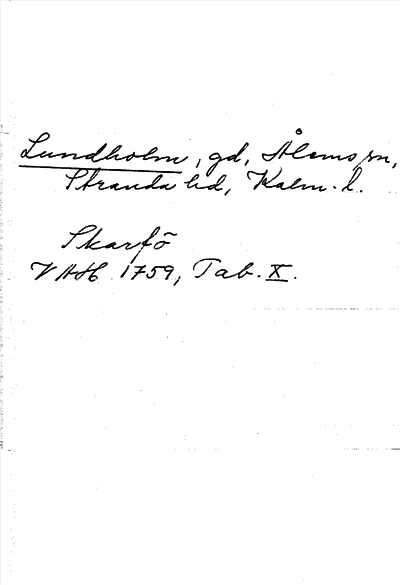 Lundholm, gd, Ålems sn,
Stranda hd, Kalm. l.
Skarfö
VAH 1759, Tab. X.